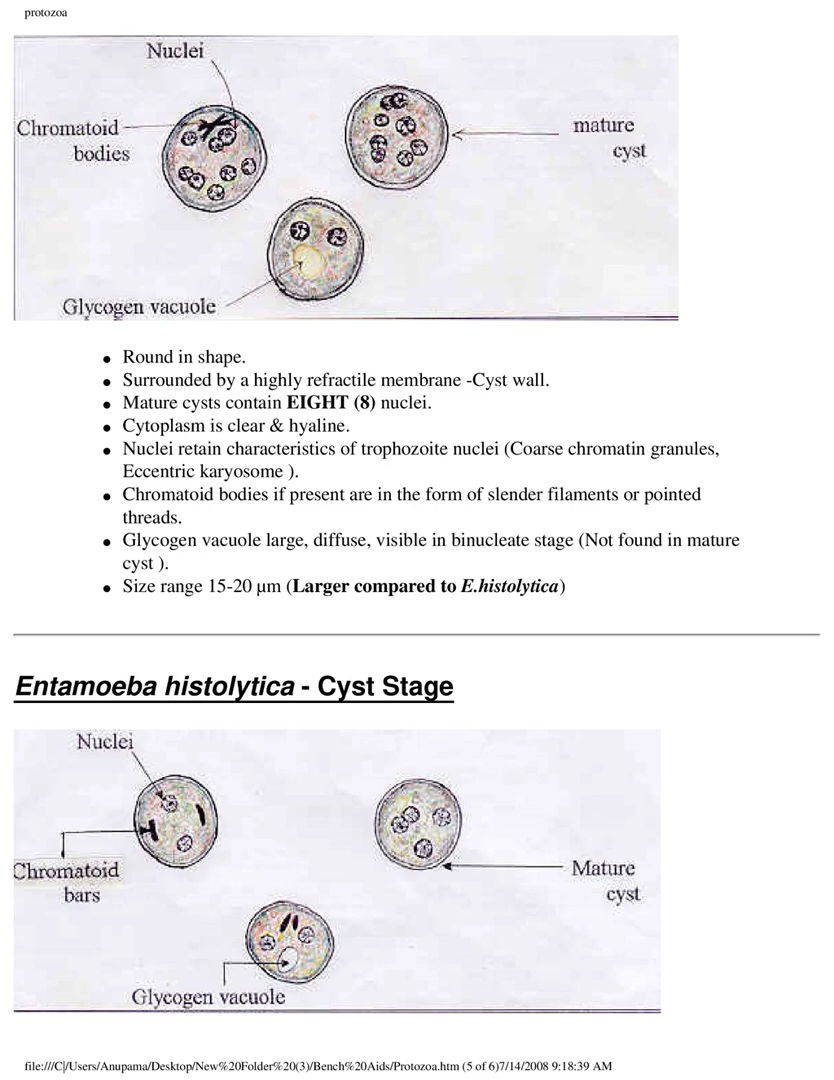 protozoa
Nuclei
Chromatoid
bodies
mature
cyst
Glycogen vacuole
● Round in shape.
● Surrounded by a highly refractile membrane -Cyst wall.
● Mature cysts contain EIGHT (8) nuclei.
● Cytoplasm is clear & hyaline.
● Nuclei retain characteristics of trophozoite nuclei (Coarse chromatin granules,
Eccentric karyosome ).
● Chromatoid bodies if present are in the form of slender filaments or pointed
threads.
● Glycogen vacuole large, diffuse, visible in binucleate stage (Not found in mature
cyst ).
● Size range 15-20 µm (Larger compared to E.histolytica)
Entamoeba histolytica - Cyst Stage
Nuclei
Chromatoid
bars
Mature
cyst
Glycogen vacuole
file:///C|/Users/Anupama/Desktop/New%20Folder%20(3)/Bench%20Aids/Protozoa.htm (5 of 6)7/14/2008 9:18:39 AM